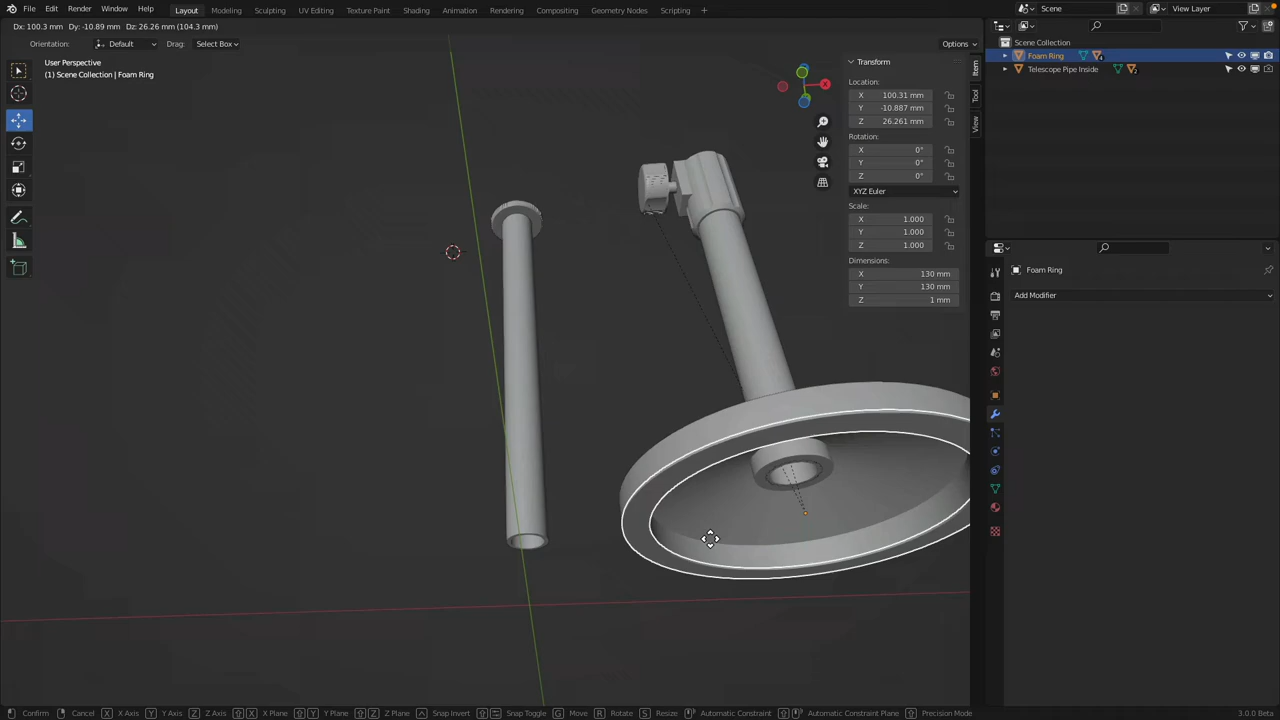 File Edit Render Window Help Layout Modeling Sculpting UV Editing Texture Paint Shading Animation Rendering Compositing Geometry Nodes Scripting + Scene View Layer
Dx: 100.3 mm Dy: -10.89 mm Dz: 26.26 mm (104.3 mm)
Orientation: Default Drag: Select Box Options
User Perspective
(1) Scene Collection | Foam Ring
Scene Collection
Foam Ring
Telescope Pipe Inside
Transform
Location:
X 100.31 mm
Y -10.887 mm
Z 26.261 mm
Rotation:
X 0°
Y 0°
Z 0°
XYZ Euler
Scale:
X 1.000
Y 1.000
Z 1.000
Dimensions:
X 130 mm
Y 130 mm
Z 1 mm
Item
Tool
View
X
Foam Ring
Add Modifier
Confirm Cancel X X Axis Y Y Axis Z Z Axis X X Plane Y Y Plane Z Z Plane Snap Invert Snap Toggle G Move R Rotate S Resize Automatic Constraint Automatic Constraint Plane Precision Mode 3.0.0 Beta